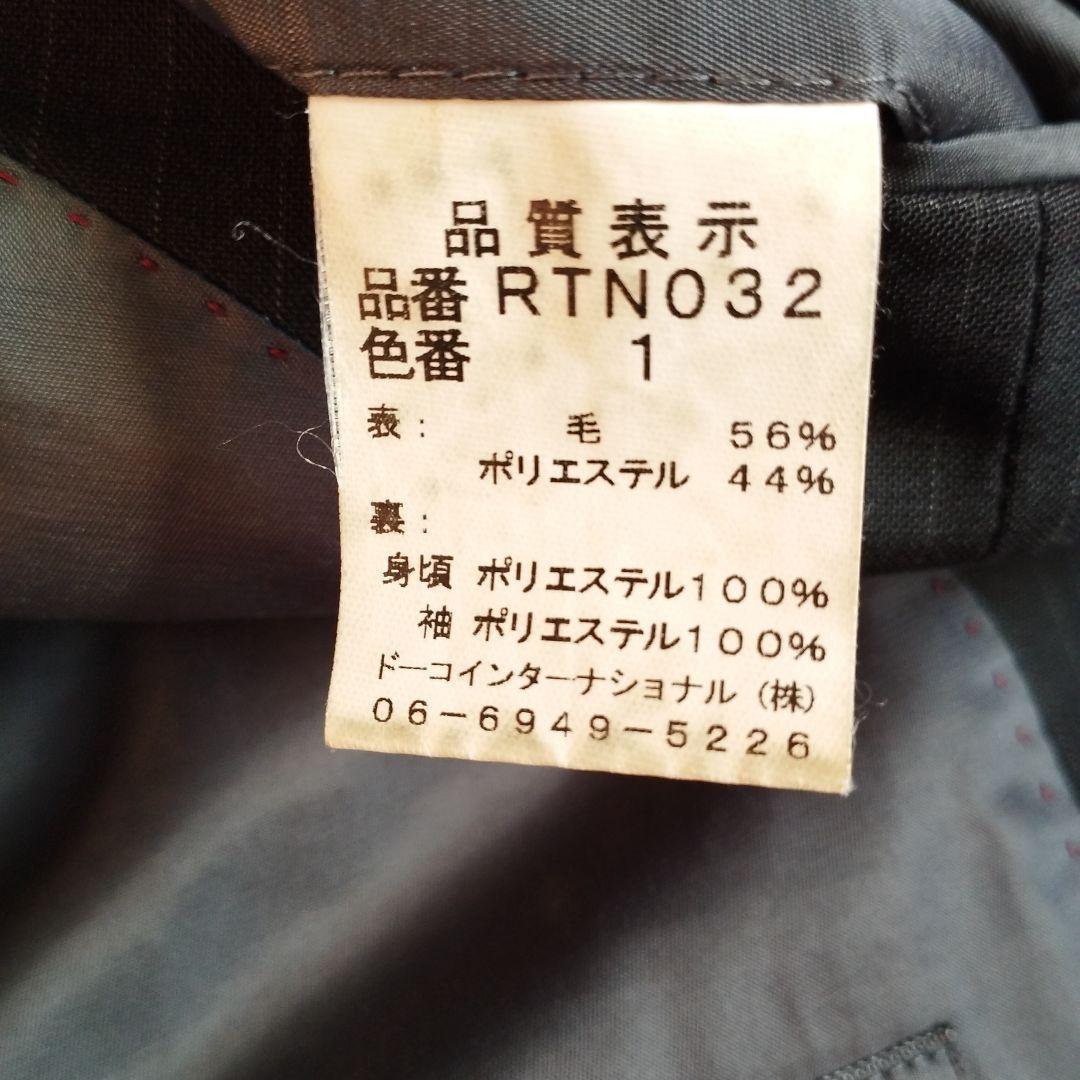 品質表示
品番 RTN032
色番 1
表: 毛 56%
ポリエステル 44%
裏:
身頃 ポリエステル100%
袖 ポリエステル100%
ドーコインターナショナル(株)
06-6949-5226